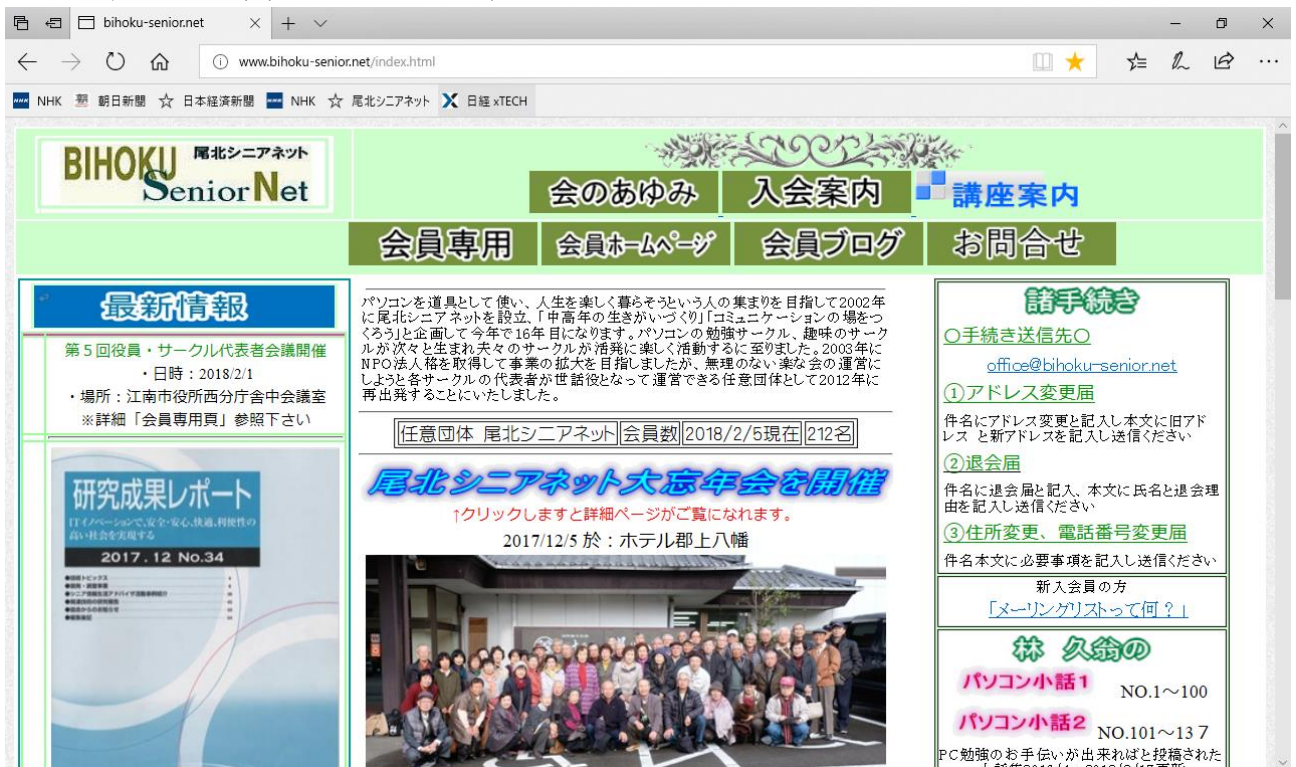 bihoku-senior.net
www.bihoku-senior.net/index.html
NHK 朝日新聞 日本経済新聞 NHK 尾北シニアネット 日経 xTECH
BIHOKU 尾北シニアネット
Senior Net
会のあゆみ 入会案内 講座案内
会員専用 会員ホームページ 会員ブログ お問合せ
最新情報
第5回役員・サークル代表者会議開催
・日時：2018/2/1
・場所：江南市役所西分庁舎中会議室
※詳細「会員専用頁」参照下さい
研究成果レポート
ITイノベーションで、安全・安心、快適、利便性の
高い社会を実現する
2017.12 No.34
パソコンを道具として使い、人生を楽しく暮らそうという人の集まりを目指して2002年
に尾北シニアネットを設立、「中高年の生きがいづくり」「コミュニケーションの場をつ
くろう」と企画して今年で16年目になります。パソコンの勉強サークル、趣味のサーク
ルが次々と生まれ夫々のサークルが活発に楽しく活動するに至りました。2003年に
NPO法人格を取得して事業の拡大を目指しましたが、無理のない楽な会の運営に
しようと各サークルの代表者が世話役となって運営できる任意団体として2012年に
再出発することにいたしました。
任意団体 尾北シニアネット 会員数 2018/2/5現在 212名
尾北シニアネット大忘年会を開催
↑クリックしますと詳細ページがご覧になれます。
2017/12/5 於：ホテル郡上八幡
諸手続き
○手続き送信先○
office@bihoku-senior.net
①アドレス変更届
件名にアドレス変更と記入し本文に旧アド
レス と新アドレスを記入し送信ください
②退会届
件名に退会届と記入、本文に氏名と退会理
由を記入し送信ください
③住所変更、電話番号変更届
件名本文に必要事項を記入し送信ください
新入会員の方
「メーリングリストって何？」
林 久翁の
パソコン小話1 NO.1～100
パソコン小話2 NO.101～137
PC勉強のお手伝いが出来ればと投稿された